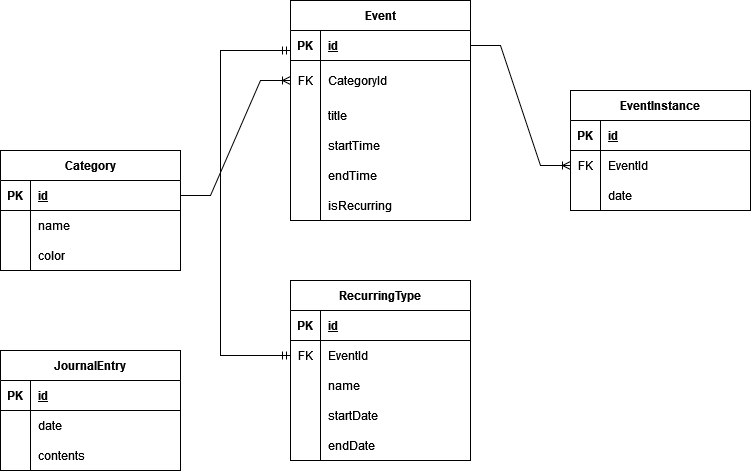 Event
PK id
FK CategoryId
title
startTime
endTime
isRecurring
EventInstance
PK id
FK EventId
date
Category
PK id
name
color
RecurringType
PK id
FK EventId
name
startDate
endDate
JournalEntry
PK id
date
contents